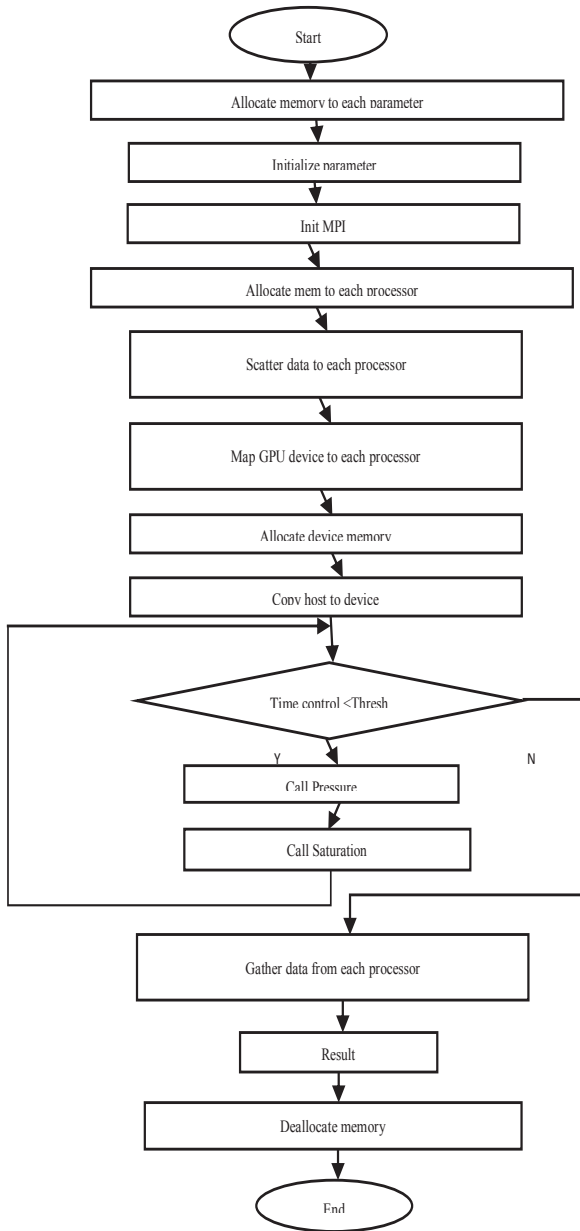 Start
Allocate memory to each parameter
Initialize parameter
Init MPI
Allocate mem to each processor
Scatter data to each processor
Map GPU device to each processor
Allocate device memory
Copy host to device
Time control <Thresh
Y
N
Call Pressure
Call Saturation
Gather data from each processor
Result
Deallocate memory
End